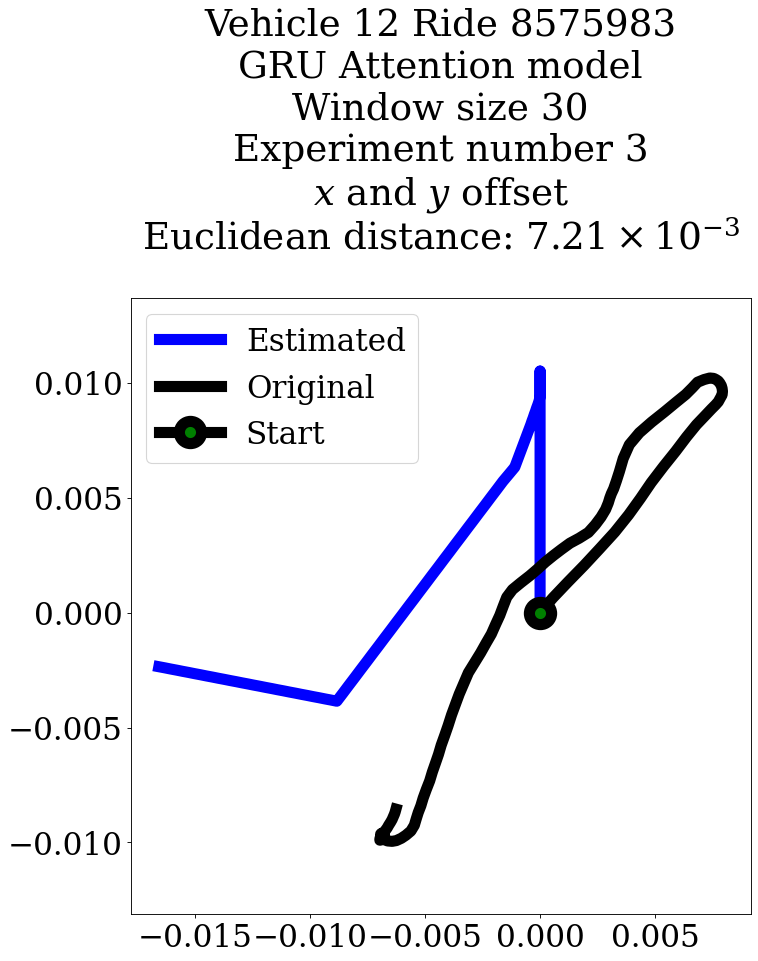 Vehicle 12 Ride 8575983
GRU Attention model
Window size 30
Experiment number 3
x and y offset
Euclidean distance: 7.21 × 10⁻³
Estimated
Original
Start
0.010
0.005
0.000
−0.005
−0.010
−0.015 −0.010 −0.005 0.000 0.005